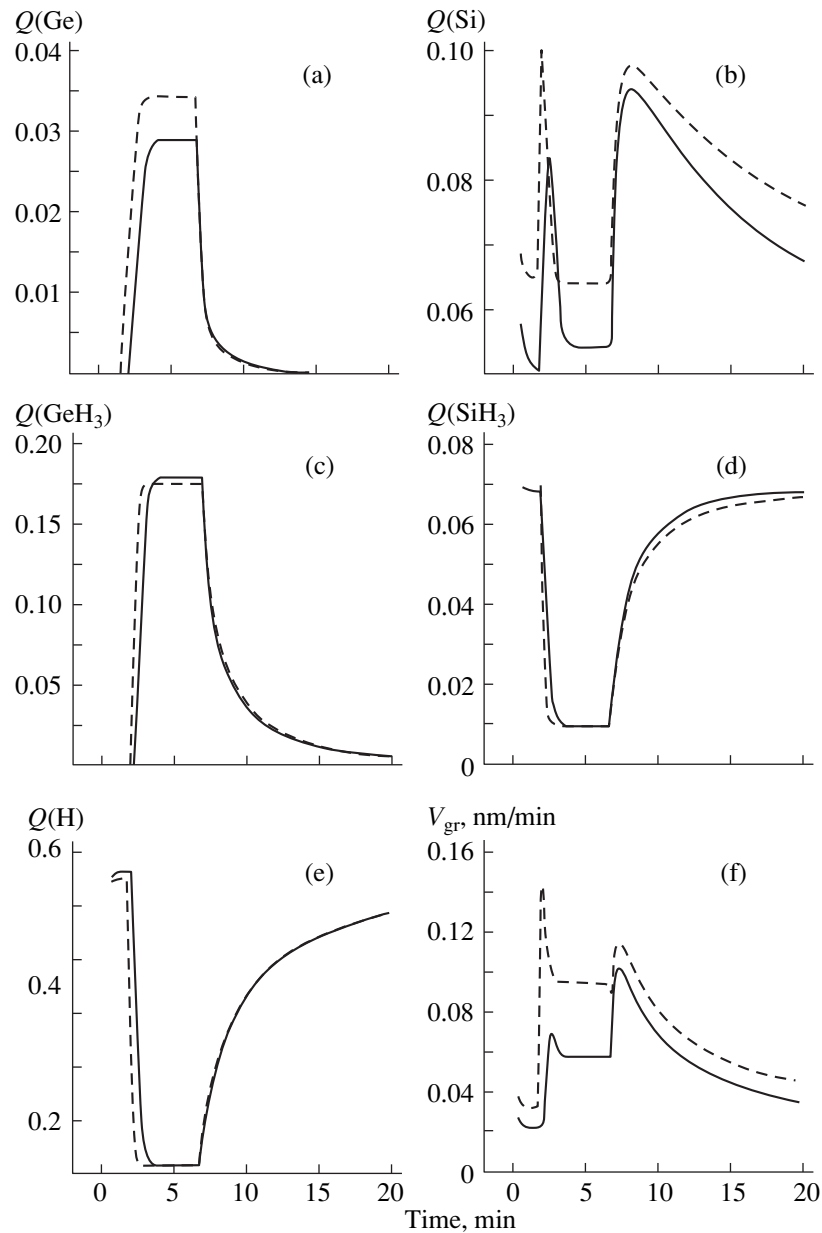 Q(Ge)
0.04
0.03
0.02
0.01
(a)
Q(Si)
0.10
0.08
0.06
(b)
Q(GeH₃)
0.20
0.15
0.10
0.05
(c)
Q(SiH₃)
0.08
0.06
0.04
0.02
0
(d)
Q(H)
0.6
0.4
0.2
(e)
0 5 10 15 20
V_gr, nm/min
0.16
0.12
0.08
0.04
0
(f)
0 5 10 15 20
Time, min